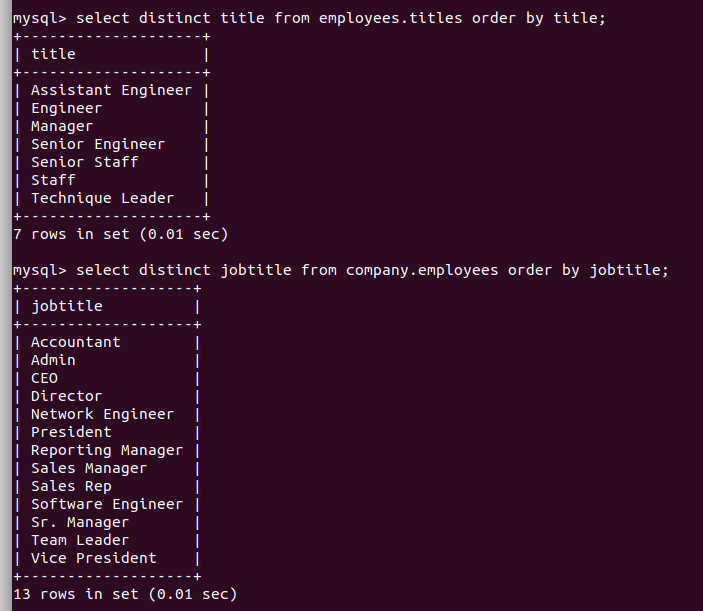 mysql> select distinct title from employees.titles order by title;
+--------------------+
| title              |
+--------------------+
| Assistant Engineer |
| Engineer           |
| Manager            |
| Senior Engineer    |
| Senior Staff       |
| Staff              |
| Technique Leader   |
+--------------------+
7 rows in set (0.01 sec)

mysql> select distinct jobtitle from company.employees order by jobtitle;
+-------------------+
| jobtitle          |
+-------------------+
| Accountant        |
| Admin             |
| CEO               |
| Director          |
| Network Engineer  |
| President         |
| Reporting Manager |
| Sales Manager     |
| Sales Rep         |
| Software Engineer |
| Sr. Manager       |
| Team Leader       |
| Vice President    |
+-------------------+
13 rows in set (0.01 sec)